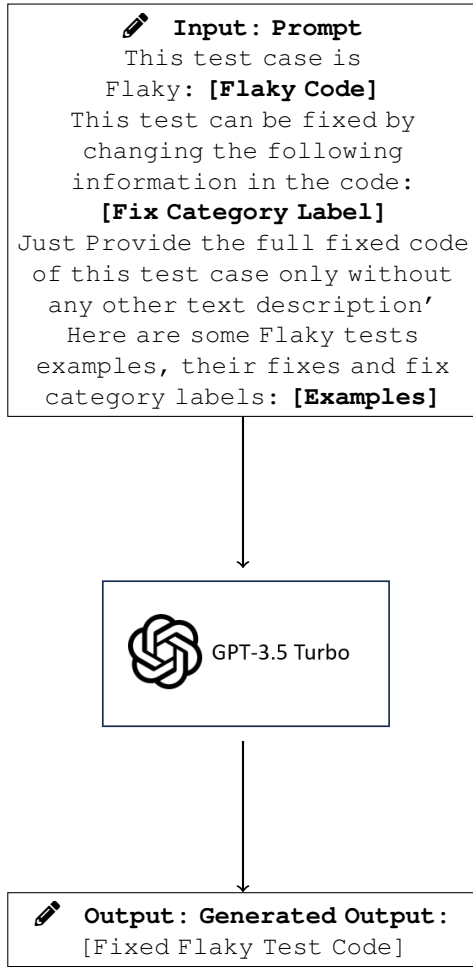 Input: Prompt
This test case is
Flaky: [Flaky Code]
This test can be fixed by
changing the following
information in the code:
[Fix Category Label]
Just Provide the full fixed code
of this test case only without
any other text description′
Here are some Flaky tests
examples, their fixes and fix
category labels: [Examples]
GPT-3.5 Turbo
Output: Generated Output:
[Fixed Flaky Test Code]